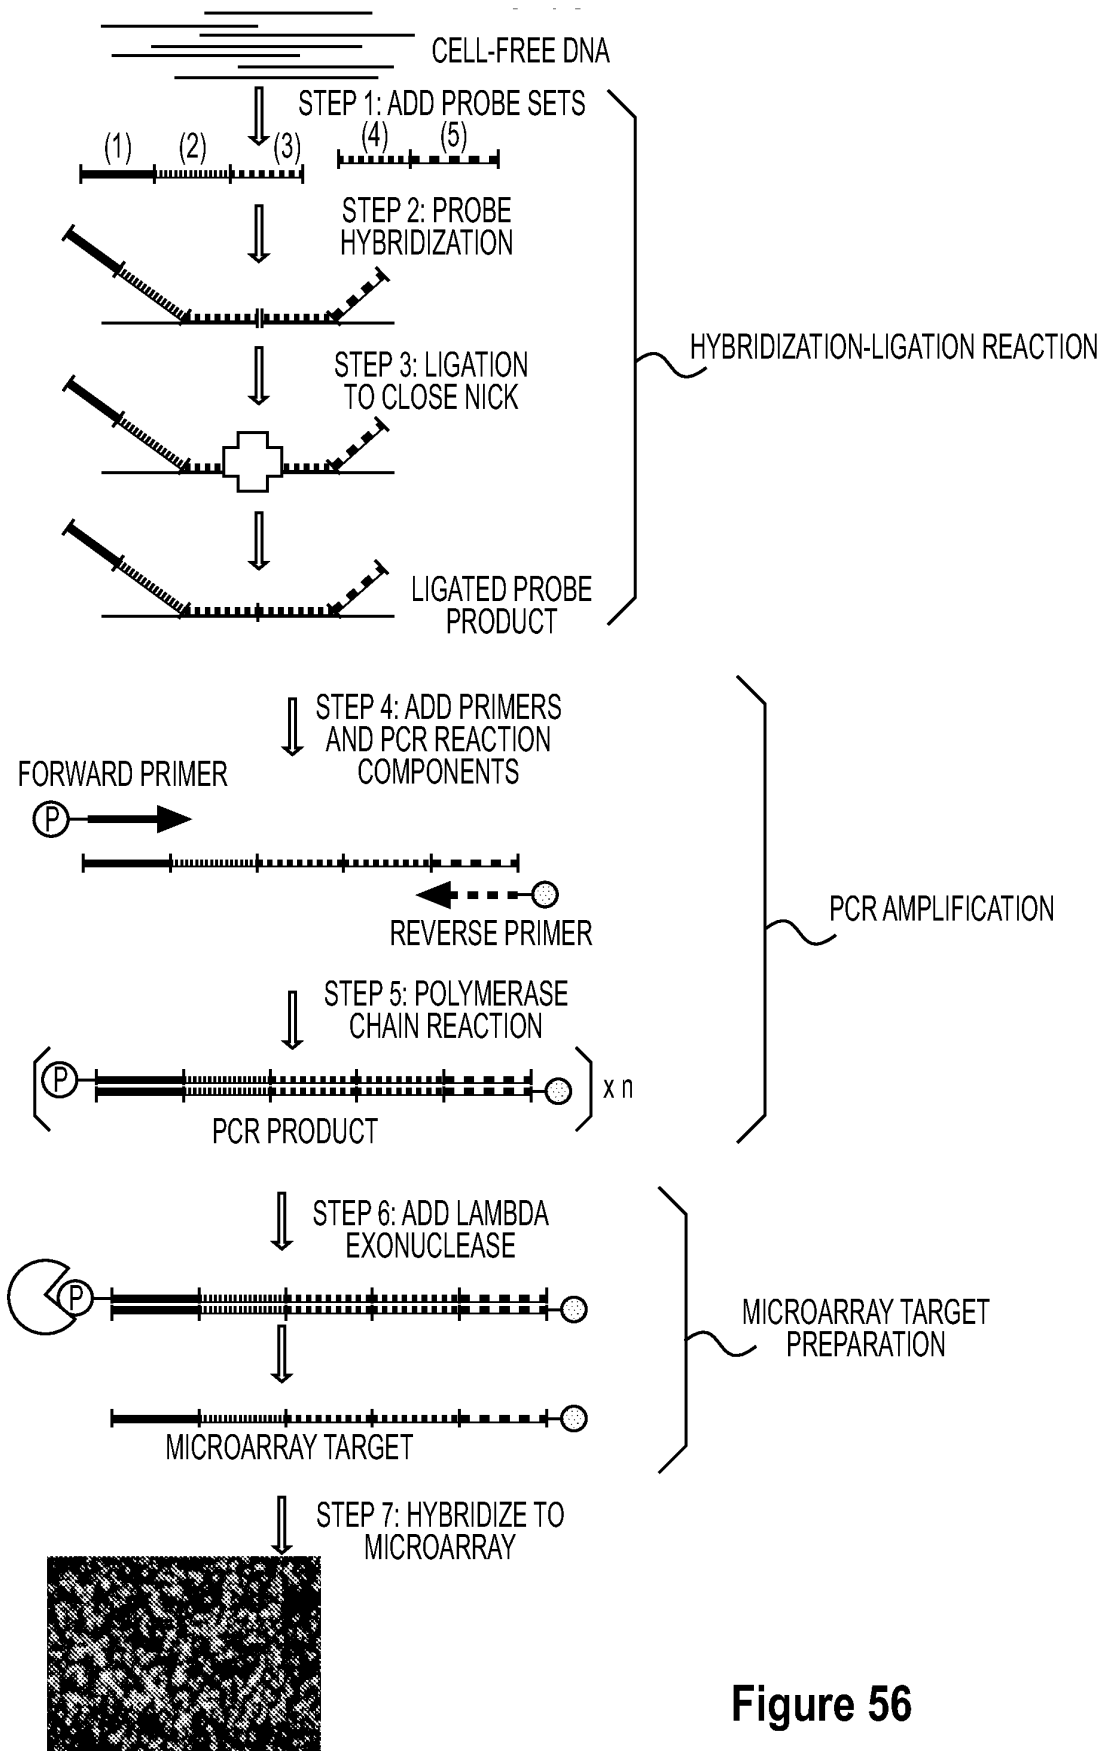 CELL-FREE DNA
STEP 1: ADD PROBE SETS
(1) (2) (3) (4) (5)
STEP 2: PROBE
HYBRIDIZATION
HYBRIDIZATION-LIGATION REACTION
STEP 3: LIGATION
TO CLOSE NICK
LIGATED PROBE
PRODUCT
STEP 4: ADD PRIMERS
AND PCR REACTION
COMPONENTS
FORWARD PRIMER
P
PCR AMPLIFICATION
REVERSE PRIMER
STEP 5: POLYMERASE
CHAIN REACTION
P
x n
PCR PRODUCT
STEP 6: ADD LAMBDA
EXONUCLEASE
P
MICROARRAY TARGET
PREPARATION
MICROARRAY TARGET
STEP 7: HYBRIDIZE TO
MICROARRAY
Figure 56